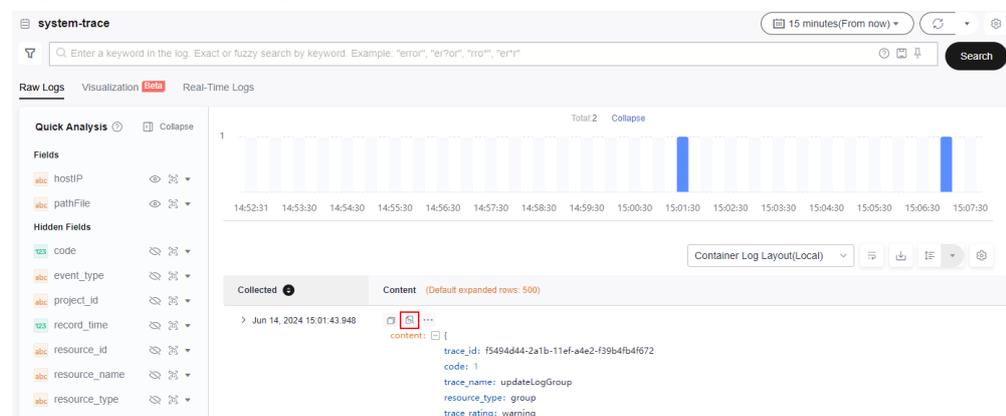 system-trace
15 minutes(From now)
Enter a keyword in the log. Exact or fuzzy search by keyword. Example: "error", "er?or", "rro*", "er*r"
Search
Raw Logs Visualization Beta Real-Time Logs
Quick Analysis Collapse
Total:2 Collapse
1
Fields
abc hostIP
abc pathFile
14:52:31 14:53:30 14:54:30 14:55:30 14:56:30 14:57:30 14:58:30 14:59:30 15:00:30 15:01:30 15:02:30 15:03:30 15:04:30 15:05:30 15:06:30 15:07:30
Hidden Fields
123 code
Container Log Layout(Local)
abc event_type
Collected Content (Default expanded rows: 500)
abc project_id
123 record_time
Jun 14, 2024 15:01:43.948
content: {
abc resource_id
trace_id: f5494d44-2a1b-11ef-a4e2-f39b4fb4f672
code: 1
abc resource_name
trace_name: updateLogGroup
abc resource_type
resource_type: group
trace_rating: warning